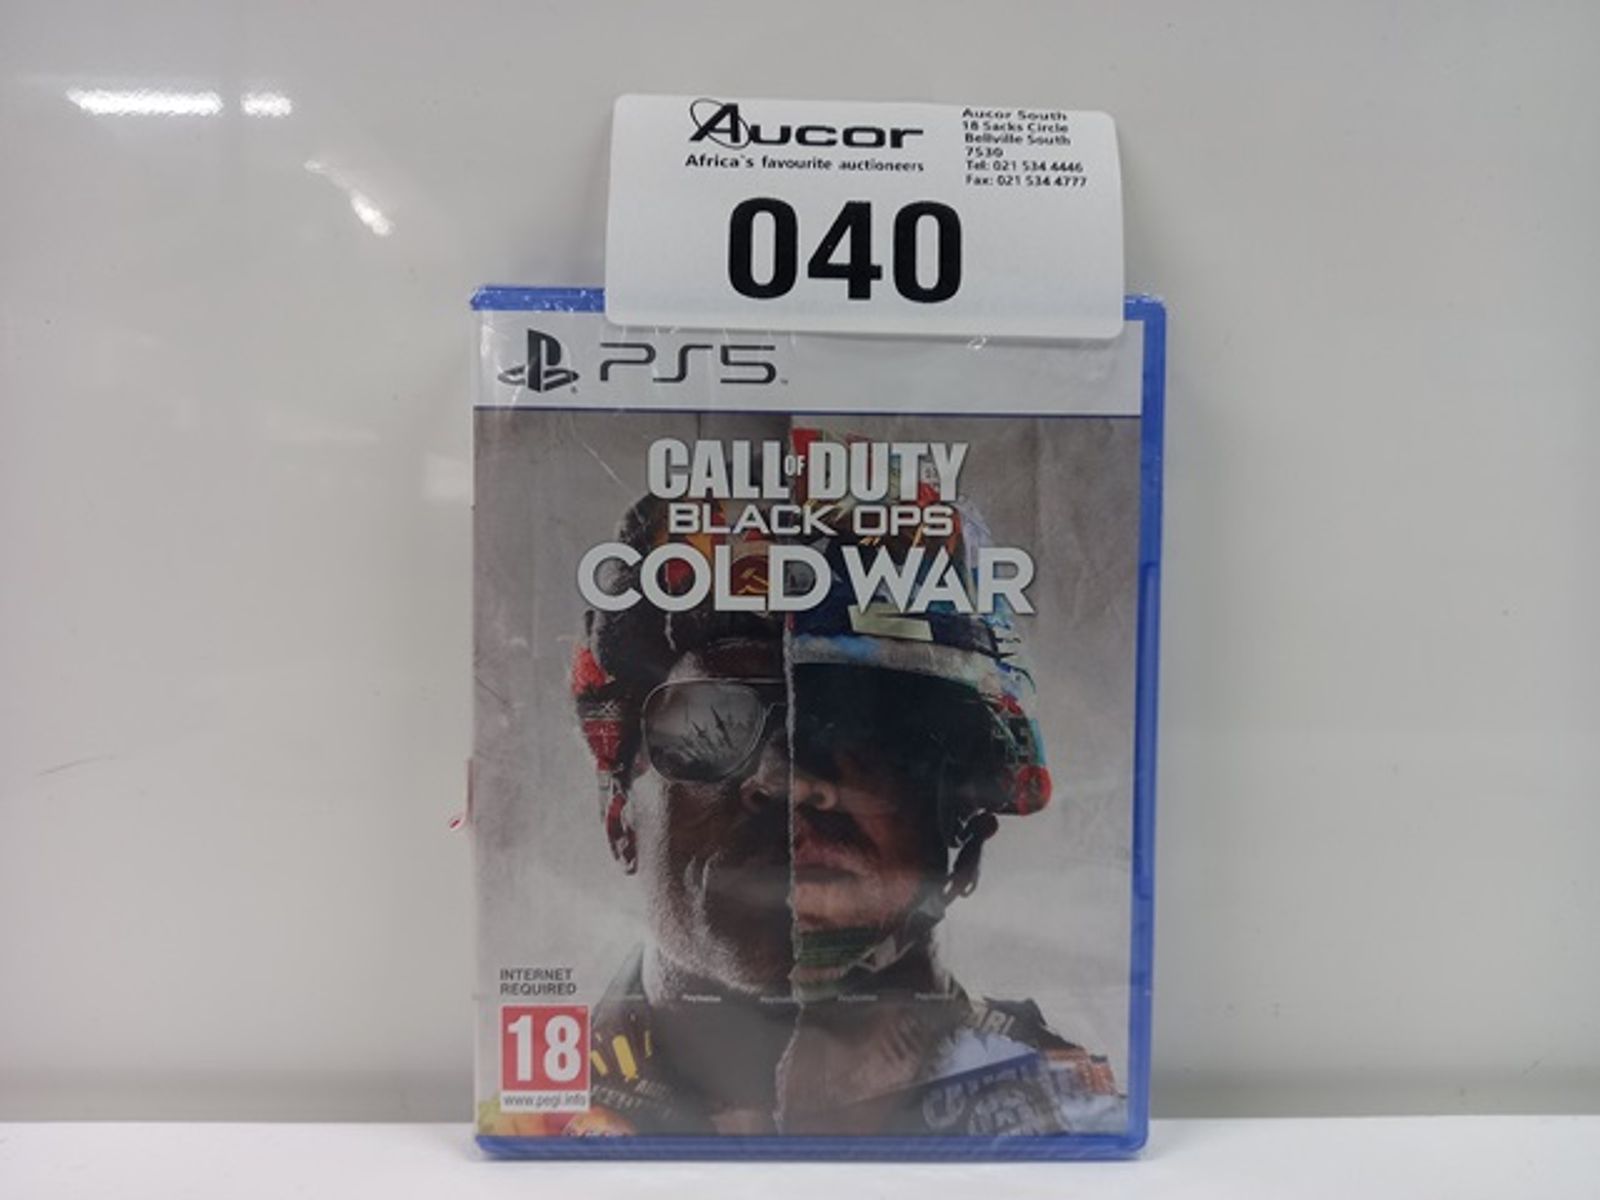 Aucor
Africa's favourite auctioneers
Aucor South
18 Sacks Circle
Bellville South
7530
Tel: 021 534 4446
Fax: 021 534 4777
040
PS5
CALL OF DUTY
BLACK OPS
COLD WAR
INTERNET
REQUIRED
PlayStation
18
www.pegi.info